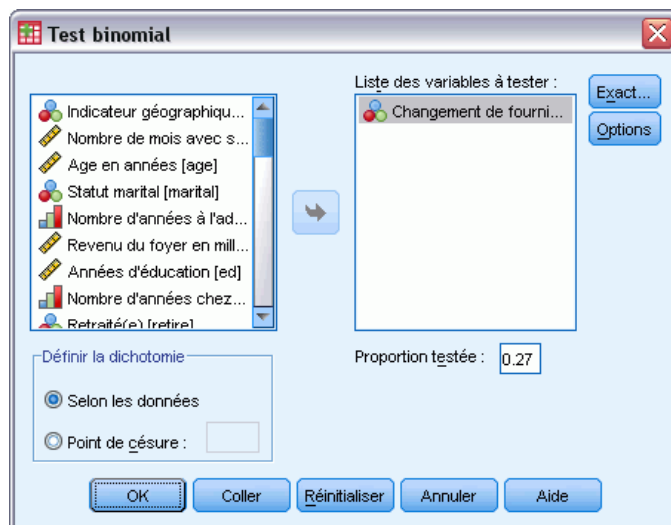 Test binomial
Liste des variables à tester :
Indicateur géographiqu...
Nombre de mois avec s...
Age en années [age]
Statut marital [marital]
Nombre d'années à l'ad...
Revenu du foyer en mill...
Années d'éducation [ed]
Nombre d'années chez...
Retraité(e) [retire]
Changement de fourni...
Exact...
Options
Définir la dichotomie
Selon les données
Point de césure :
Proportion testée : 0.27
OK Coller Réinitialiser Annuler Aide